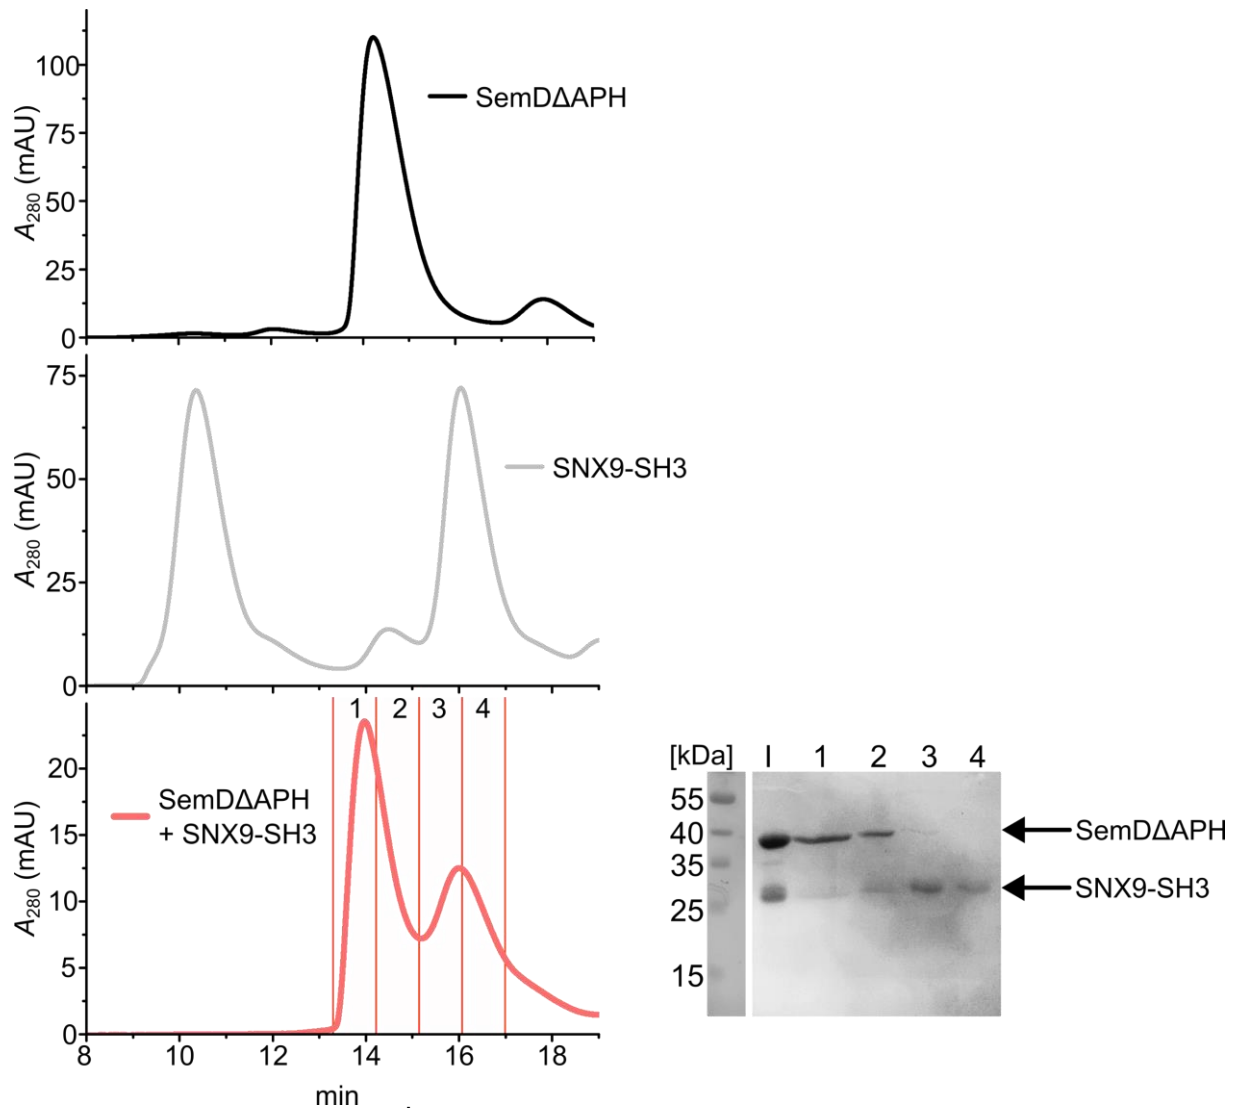 100
75
50
25
0
A280 (mAU)
SemDΔAPH
75
50
25
0
A280 (mAU)
SNX9-SH3
1 2 3 4
20
15
10
5
0
A280 (mAU)
SemDΔAPH
+ SNX9-SH3
8 10 12 14 16 18
min
[kDa] I 1 2 3 4
55
40
35
25
15
SemDΔAPH
SNX9-SH3